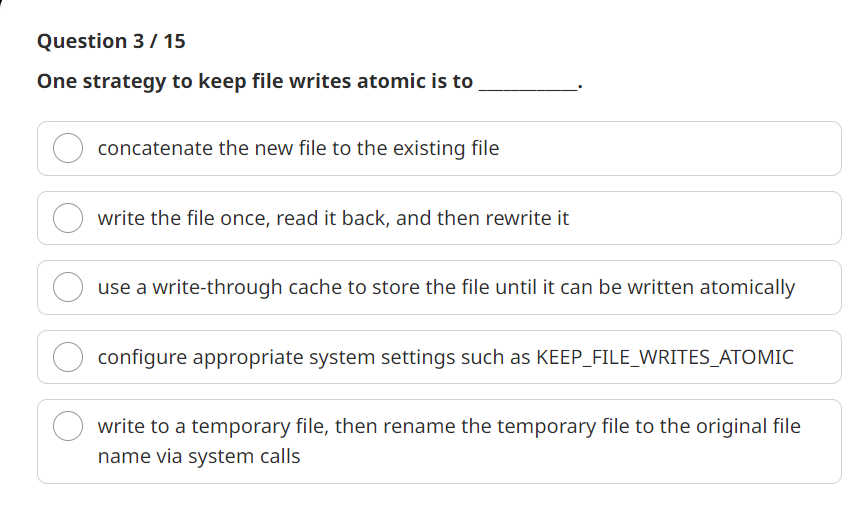 Question 3 / 15
One strategy to keep file writes atomic is to ___________.
concatenate the new file to the existing file
write the file once, read it back, and then rewrite it
use a write-through cache to store the file until it can be written atomically
configure appropriate system settings such as KEEP_FILE_WRITES_ATOMIC
write to a temporary file, then rename the temporary file to the original file
name via system calls